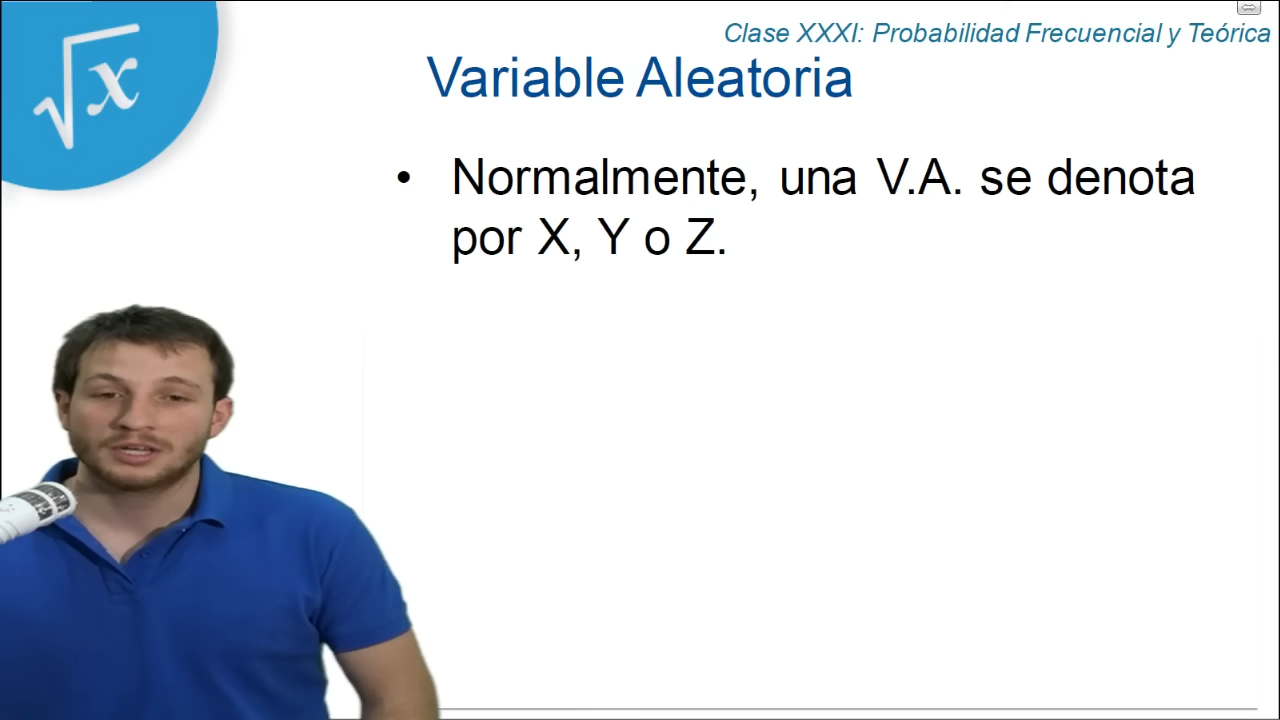 Clase XXXI: Probabilidad Frecuencial y Teórica
Variable Aleatoria
• Normalmente, una V.A. se denota
por X, Y o Z.
√x